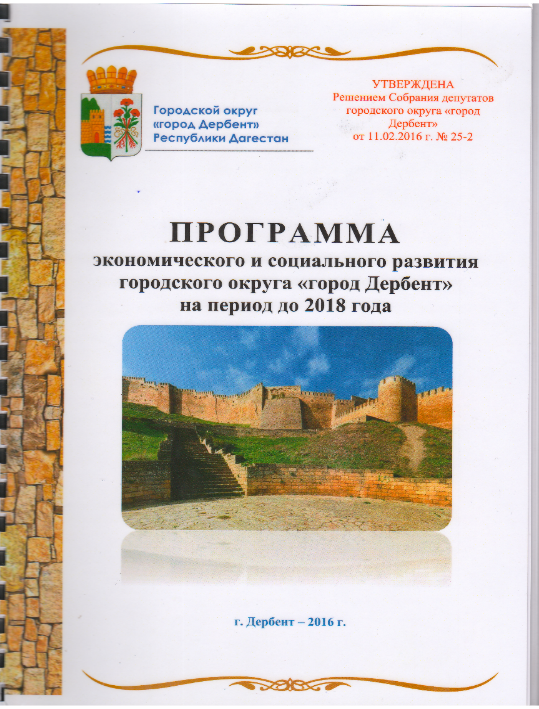 Городской округ
«город Дербент»
Республики Дагестан
УТВЕРЖДЕНА
Решением Собрания депутатов
городского округа «город
Дербент»
от 11.02.2016 г. № 25-2
ПРОГРАММА
экономического и социального развития
городского округа «город Дербент»
на период до 2018 года
г. Дербент – 2016 г.